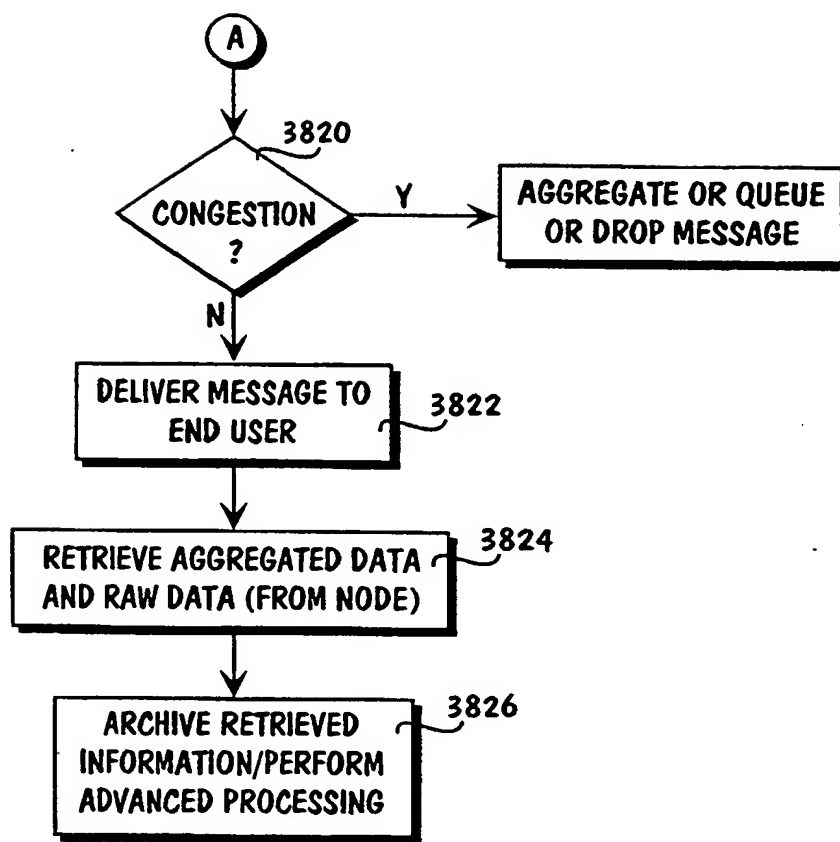 A
3820
CONGESTION
?
Y
AGGREGATE OR QUEUE
OR DROP MESSAGE
N
DELIVER MESSAGE TO
END USER
3822
RETRIEVE AGGREGATED DATA
AND RAW DATA (FROM NODE)
3824
ARCHIVE RETRIEVED
INFORMATION/PERFORM
ADVANCED PROCESSING
3826